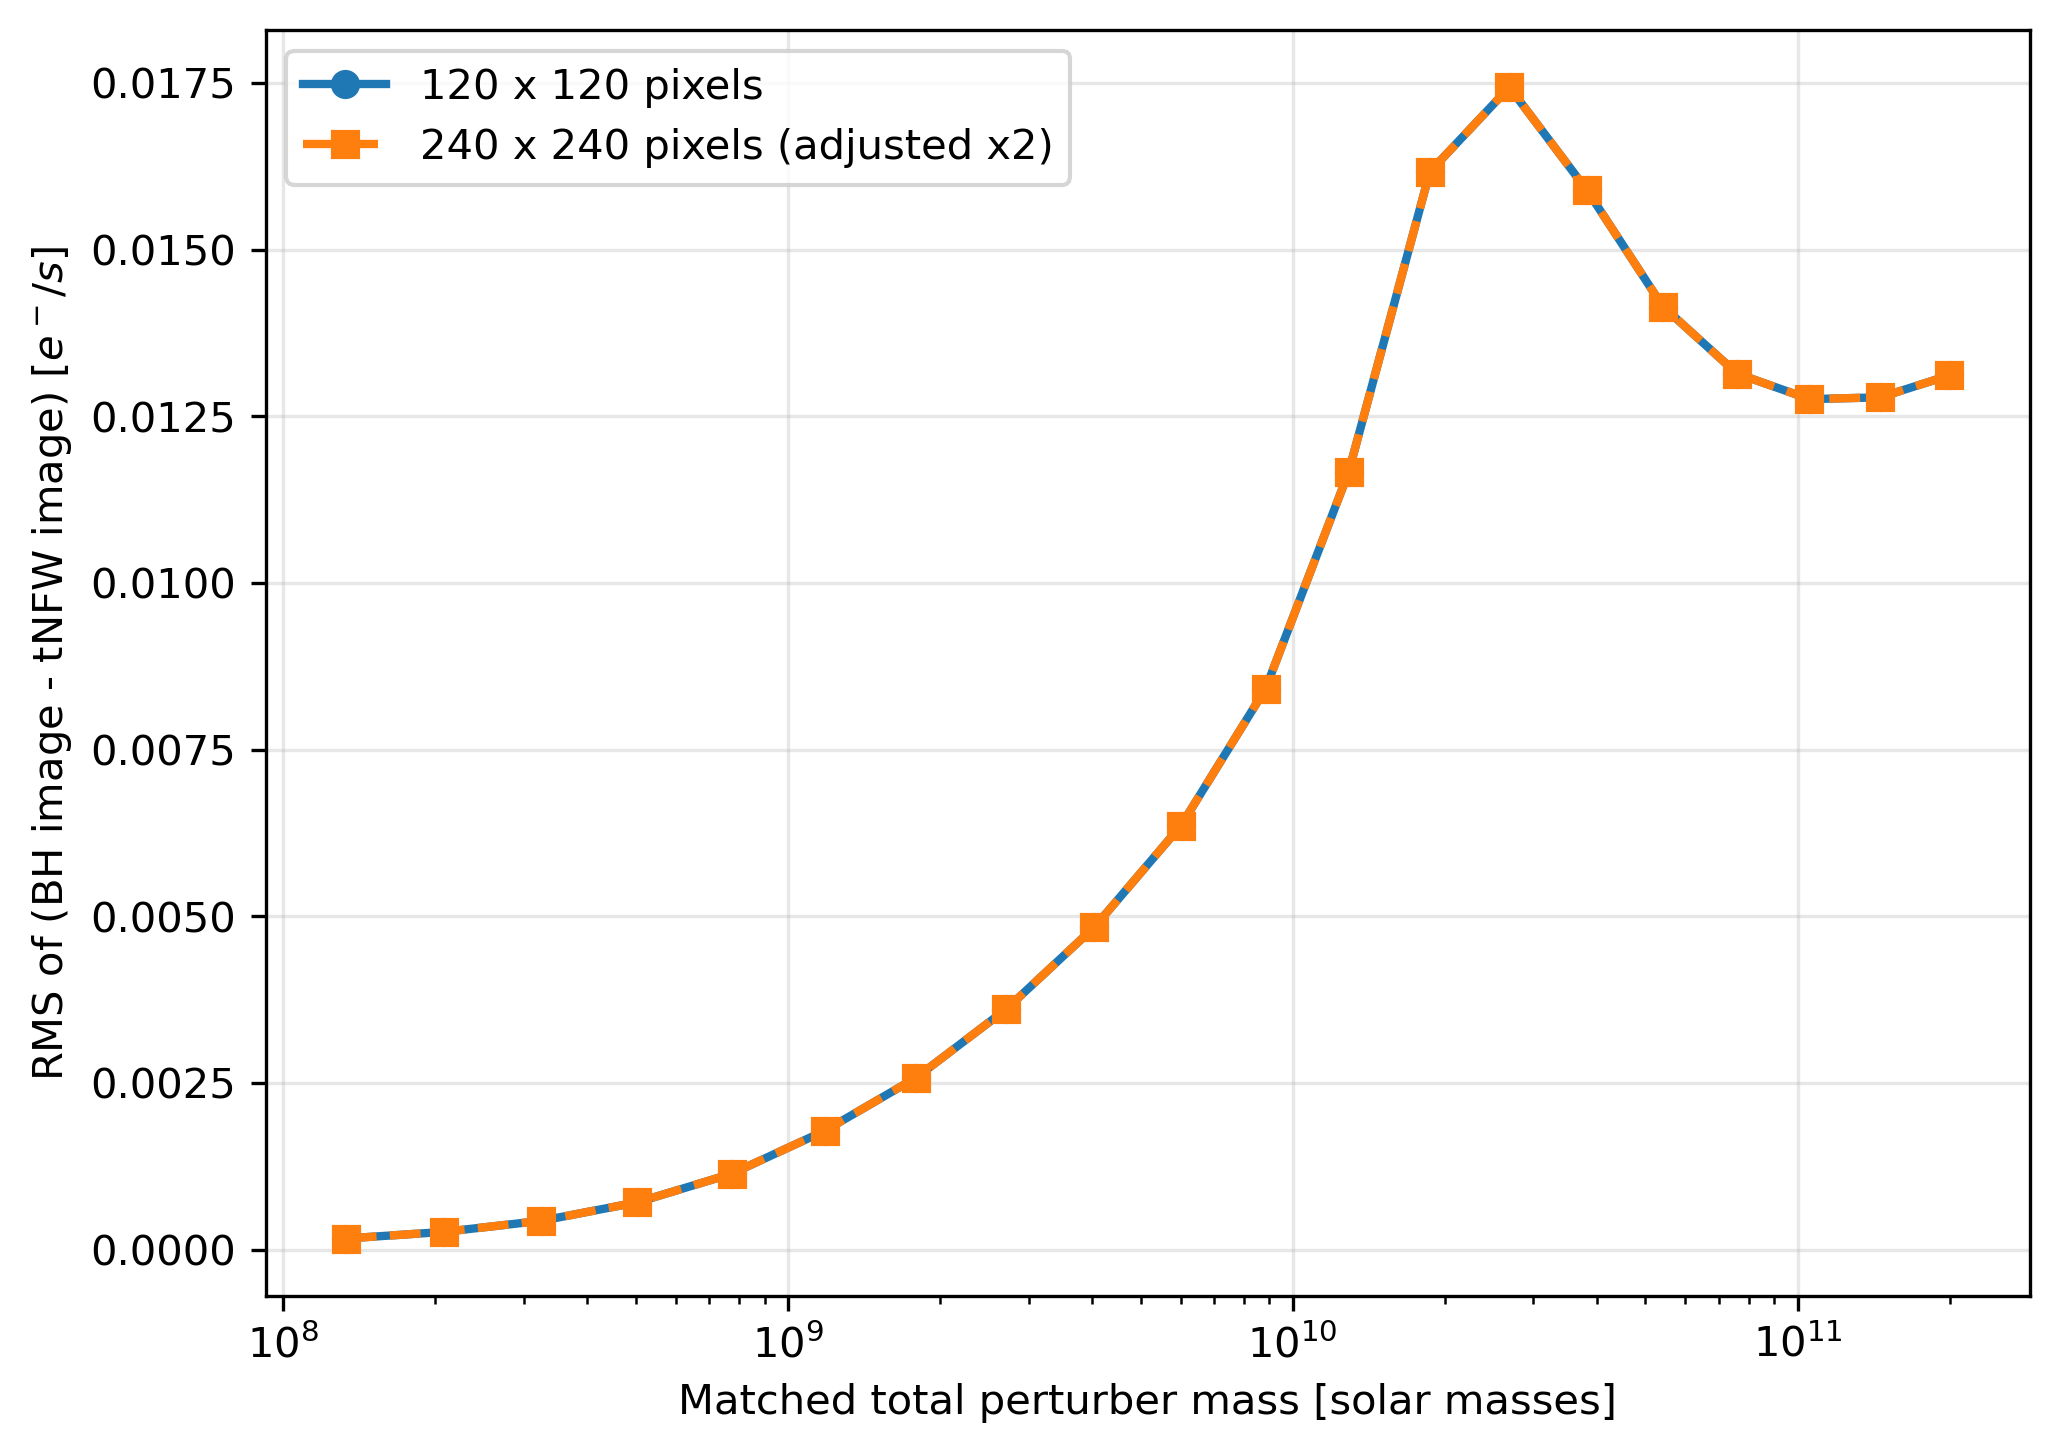 120 x 120 pixels
240 x 240 pixels (adjusted x2)
RMS of (BH image - tNFW image) [e⁻/s]
0.0175
0.0150
0.0125
0.0100
0.0075
0.0050
0.0025
0.0000
10⁸ 10⁹ 10¹⁰ 10¹¹
Matched total perturber mass [solar masses]